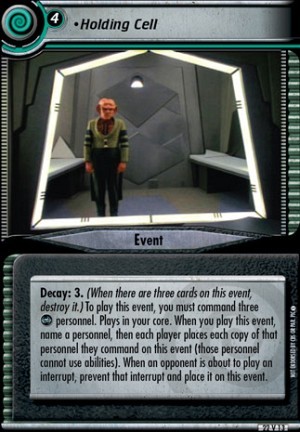 4
•Holding Cell
Event
Decay: 3. (When there are three cards on this event,
destroy it.) To play this event, you must command three
personnel. Plays in your core. When you play this event,
name a personnel, then each player places each copy of that
personnel they command on this event (those personnel
cannot use abilities). When an opponent is about to play an
interrupt, prevent that interrupt and place it on this event.
22 V 13